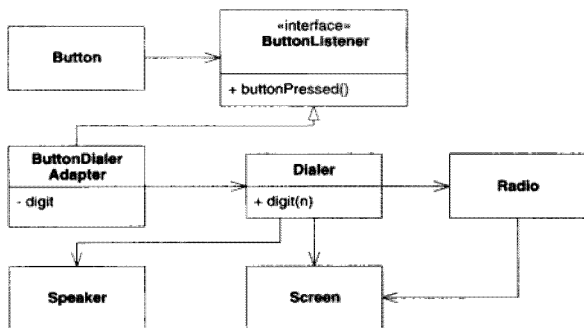 «interface»
ButtonListener
Button
+ buttonPressed()
ButtonDialer
Adapter
- digit
Dialer
+ digit(n)
Radio
Speaker
Screen